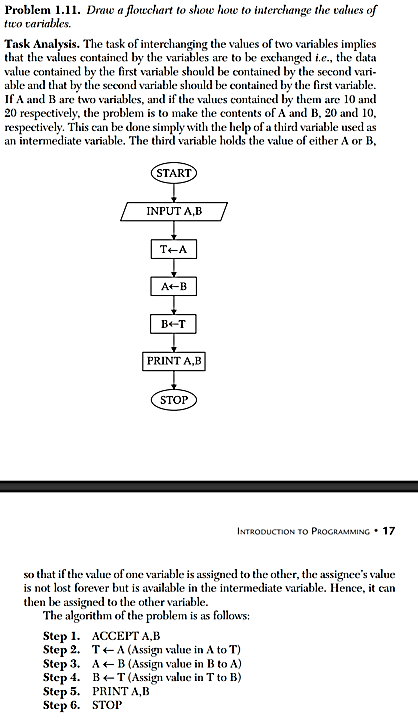 Problem 1.11. Draw a flowchart to show how to interchange the values of
two variables.
Task Analysis. The task of interchanging the values of two variables implies
that the values contained by the variables are to be exchanged i.e., the data
value contained by the first variable should be contained by the second vari-
able and that by the second variable should be contained by the first variable.
If A and B are two variables, and if the values contained by them are 10 and
20 respectively, the problem is to make the contents of A and B, 20 and 10,
respectively. This can be done simply with the help of a third variable used as
an intermediate variable. The third variable holds the value of either A or B,
START
INPUT A,B
T←A
A←B
B←T
PRINT A,B
STOP
INTRODUCTION TO PROGRAMMING • 17
so that if the value of one variable is assigned to the other, the assignee's value
is not lost forever but is available in the intermediate variable. Hence, it can
then be assigned to the other variable.
The algorithm of the problem is as follows:
Step 1. ACCEPT A,B
Step 2. T ← A (Assign value in A to T)
Step 3. A ← B (Assign value in B to A)
Step 4. B ← T (Assign value in T to B)
Step 5. PRINT A,B
Step 6. STOP